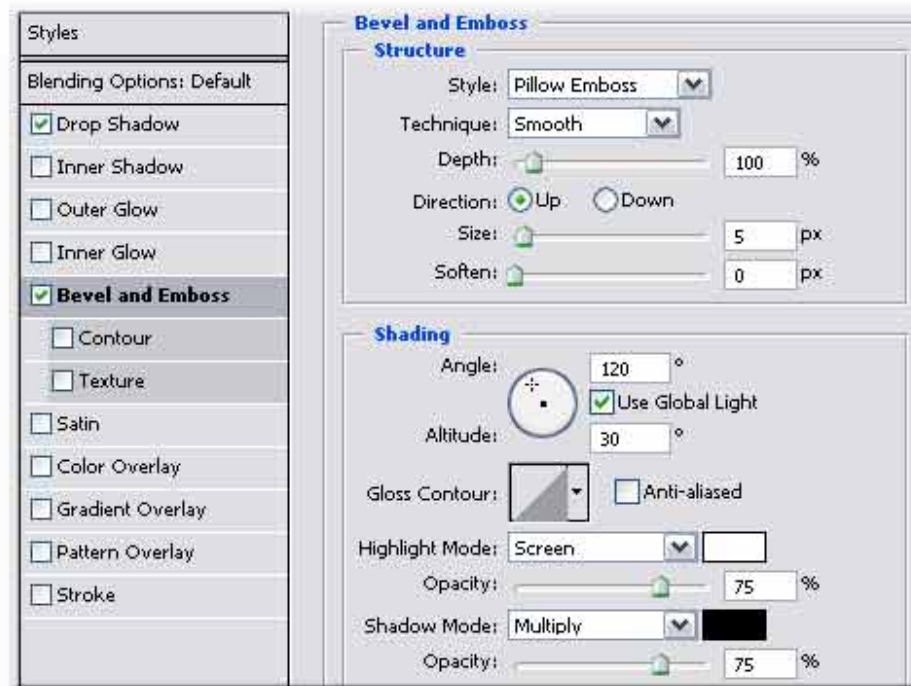 Styles
Blending Options: Default
Drop Shadow
Inner Shadow
Outer Glow
Inner Glow
Bevel and Emboss
Contour
Texture
Satin
Color Overlay
Gradient Overlay
Pattern Overlay
Stroke
Bevel and Emboss
Structure
Style: Pillow Emboss
Technique: Smooth
Depth: 100 %
Direction: Up Down
Size: 5 px
Soften: 0 px
Shading
Angle: 120 °
Use Global Light
Altitude: 30 °
Gloss Contour: Anti-aliased
Highlight Mode: Screen
Opacity: 75 %
Shadow Mode: Multiply
Opacity: 75 %